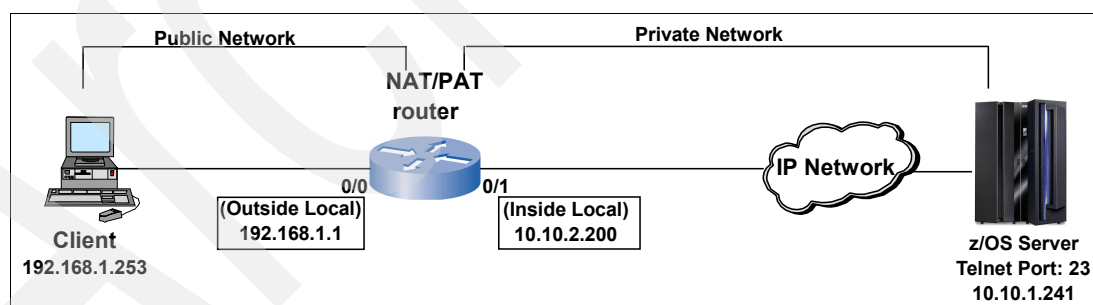 Public Network
Private Network
NAT/PAT
router
0/0
0/1
IP Network
(Outside Local)
192.168.1.1
(Inside Local)
10.10.2.200
Client
192.168.1.253
z/OS Server
Telnet Port: 23
10.10.1.241